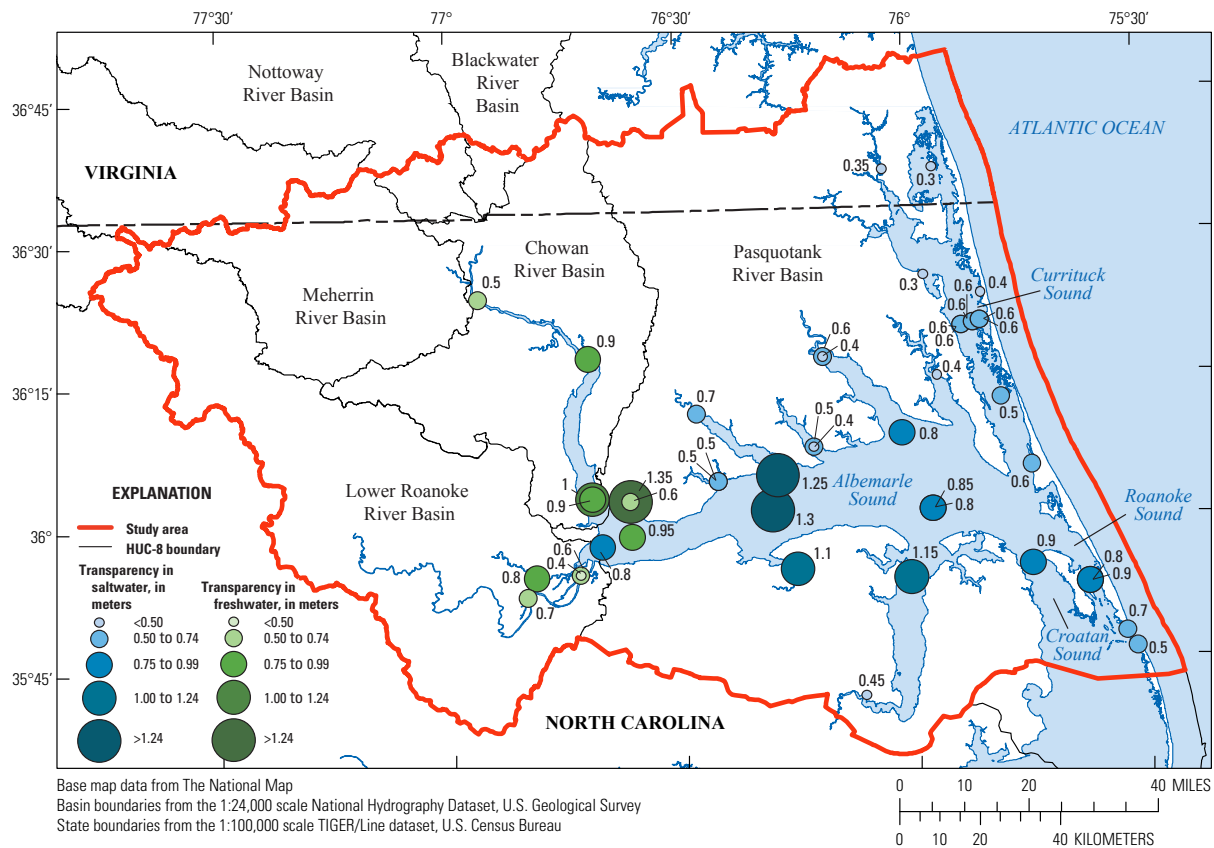 77°30'
77°
76°30'
76°
75°30'
36°45'
36°30'
36°15'
36°
35°45'
Nottoway
River Basin
Blackwater
River
Basin
ATLANTIC OCEAN
VIRGINIA
0.35
0.3
Chowan
River Basin
Pasquotank
River Basin
Meherrin
River Basin
0.5
0.3
Currituck
Sound
0.4
0.6
0.6
0.6
0.6
0.6
0.6
0.9
0.6
0.4
0.4
0.7
0.5
0.5
0.4
0.8
0.5
0.5
0.6
Lower Roanoke
River Basin
1
0.9
1.35
0.6
1.25
Albemarle
Sound
0.85
0.8
Roanoke
Sound
1.3
0.95
0.6
0.4
0.8
0.8
0.7
1.1
1.15
0.9
0.8
0.9
Croatan
Sound
0.7
0.5
0.45
NORTH CAROLINA
EXPLANATION
Study area
HUC-8 boundary
Transparency in
saltwater, in
meters
<0.50
0.50 to 0.74
0.75 to 0.99
1.00 to 1.24
>1.24
Transparency in
freshwater, in meters
<0.50
0.50 to 0.74
0.75 to 0.99
1.00 to 1.24
>1.24
Base map data from The National Map
Basin boundaries from the 1:24,000 scale National Hydrography Dataset, U.S. Geological Survey
State boundaries from the 1:100,000 scale TIGER/Line dataset, U.S. Census Bureau
0 10 20 40 MILES
0 10 20 40 KILOMETERS